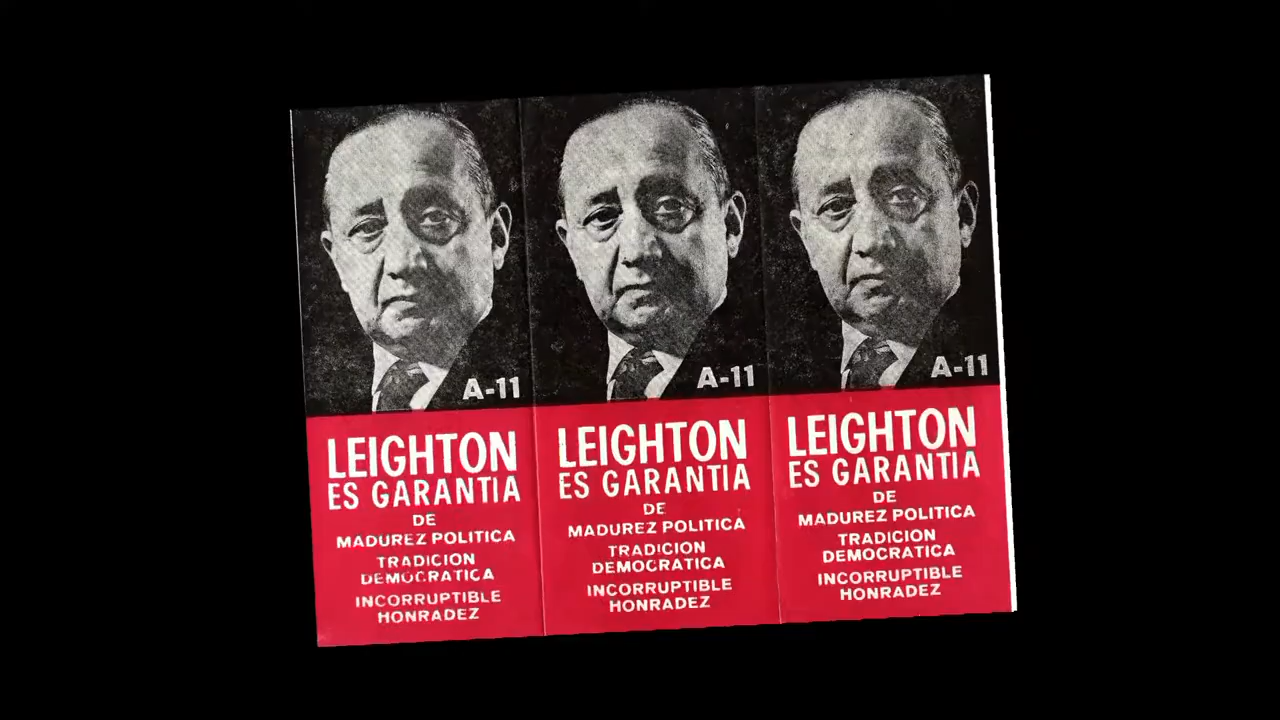 A-11
LEIGHTON
ES GARANTIA
DE
MADUREZ POLITICA
TRADICION
DEMOCRATICA
INCORRUPTIBLE
HONRADEZ
A-11
LEIGHTON
ES GARANTIA
DE
MADUREZ POLITICA
TRADICION
DEMOCRATICA
INCORRUPTIBLE
HONRADEZ
A-11
LEIGHTON
ES GARANTIA
DE
MADUREZ POLITICA
TRADICION
DEMOCRATICA
INCORRUPTIBLE
HONRADEZ